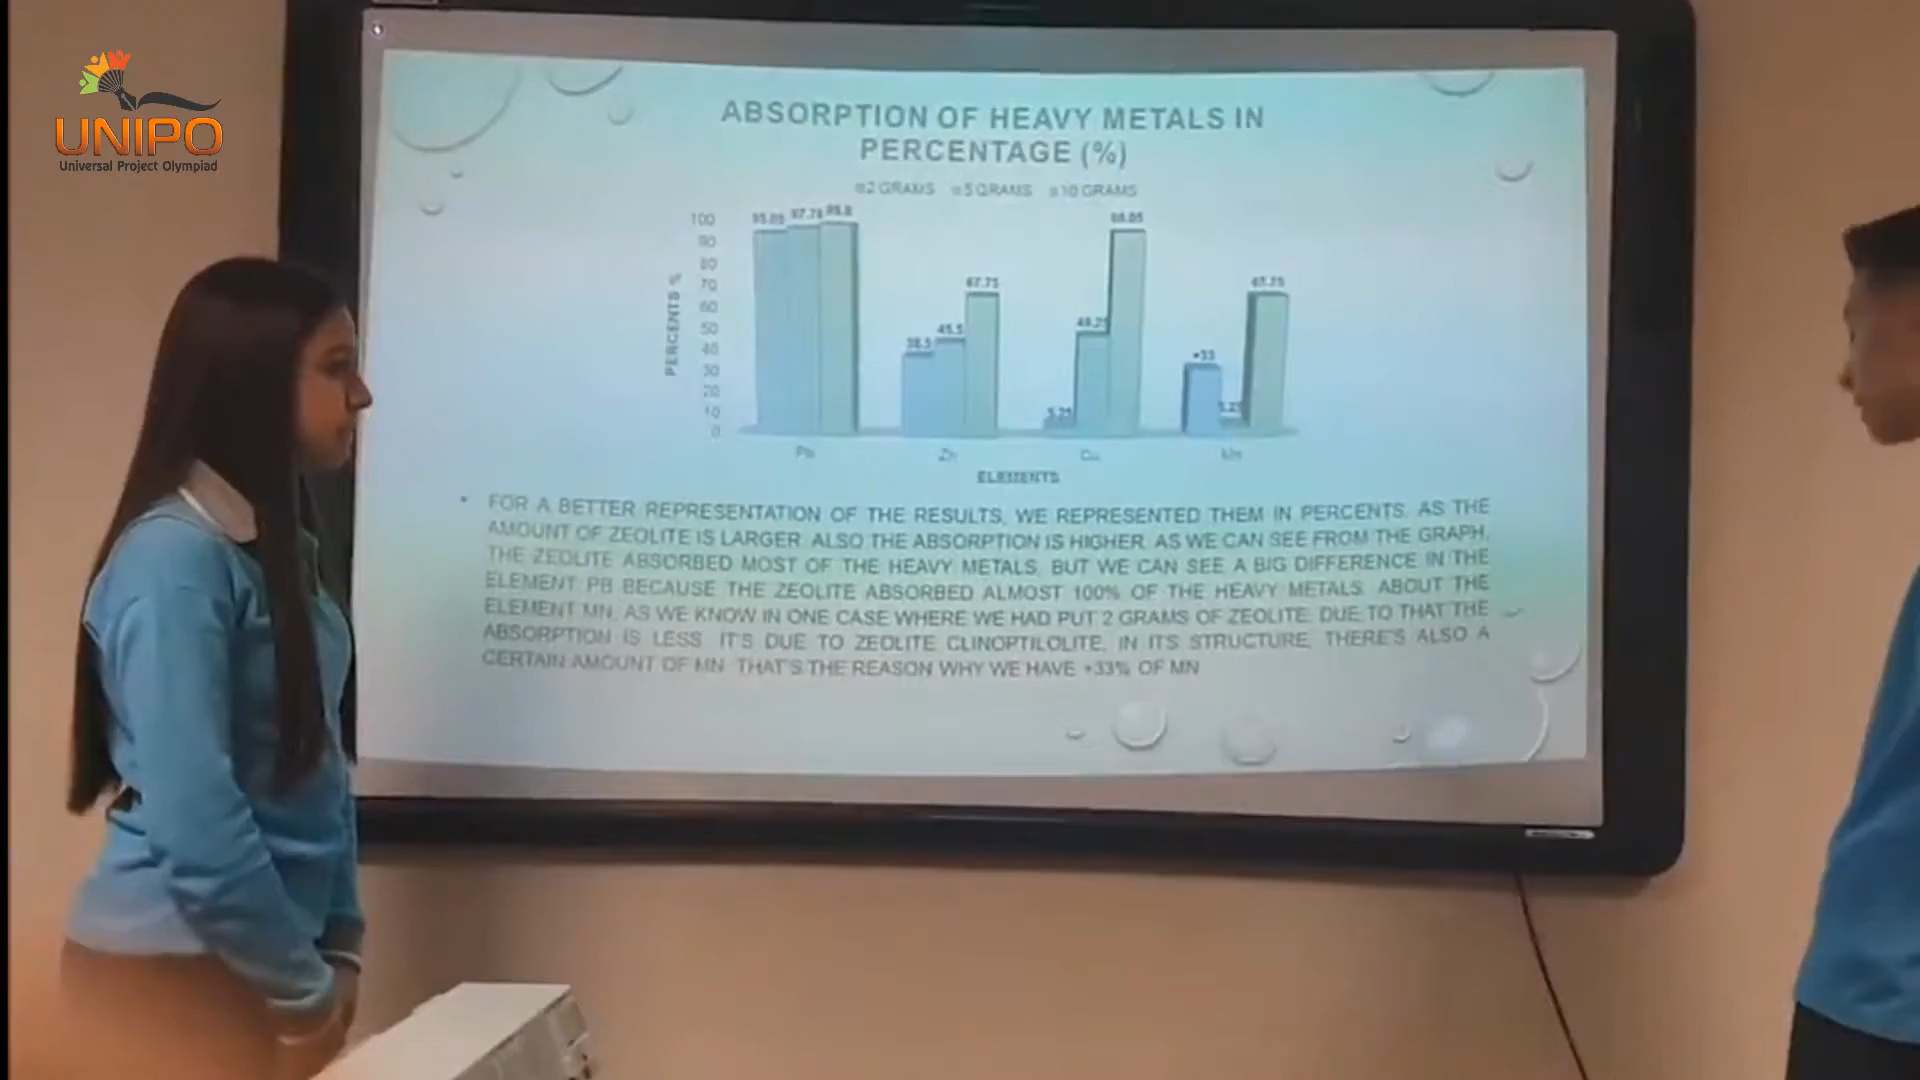 UNIPO
Universal Project Olympiad
ABSORPTION OF HEAVY METALS IN
PERCENTAGE (%)
2 GRAMS 5 GRAMS 10 GRAMS
PERCENTS %
100
90
80
70
60
50
40
30
20
10
0
97.75
38.5
45.5
67.75
5.25
+33
67.75
Pb
Zn
Cu
Mn
ELEMENTS
• FOR A BETTER REPRESENTATION OF THE RESULTS, WE REPRESENTED THEM IN PERCENTS. AS THE
AMOUNT OF ZEOLITE IS LARGER. ALSO THE ABSORPTION IS HIGHER. AS WE CAN SEE FROM THE GRAPH,
THE ZEOLITE ABSORBED MOST OF THE HEAVY METALS, BUT WE CAN SEE A BIG DIFFERENCE IN THE
ELEMENT PB BECAUSE THE ZEOLITE ABSORBED ALMOST 100% OF THE HEAVY METALS. ABOUT THE
ELEMENT MN, AS WE KNOW IN ONE CASE WHERE WE HAD PUT 2 GRAMS OF ZEOLITE. DUE TO THAT THE
ABSORPTION IS LESS. IT'S DUE TO ZEOLITE CLINOPTILOLITE, IN ITS STRUCTURE, THERE'S ALSO A
CERTAIN AMOUNT OF MN. THAT'S THE REASON WHY WE HAVE +33% OF MN